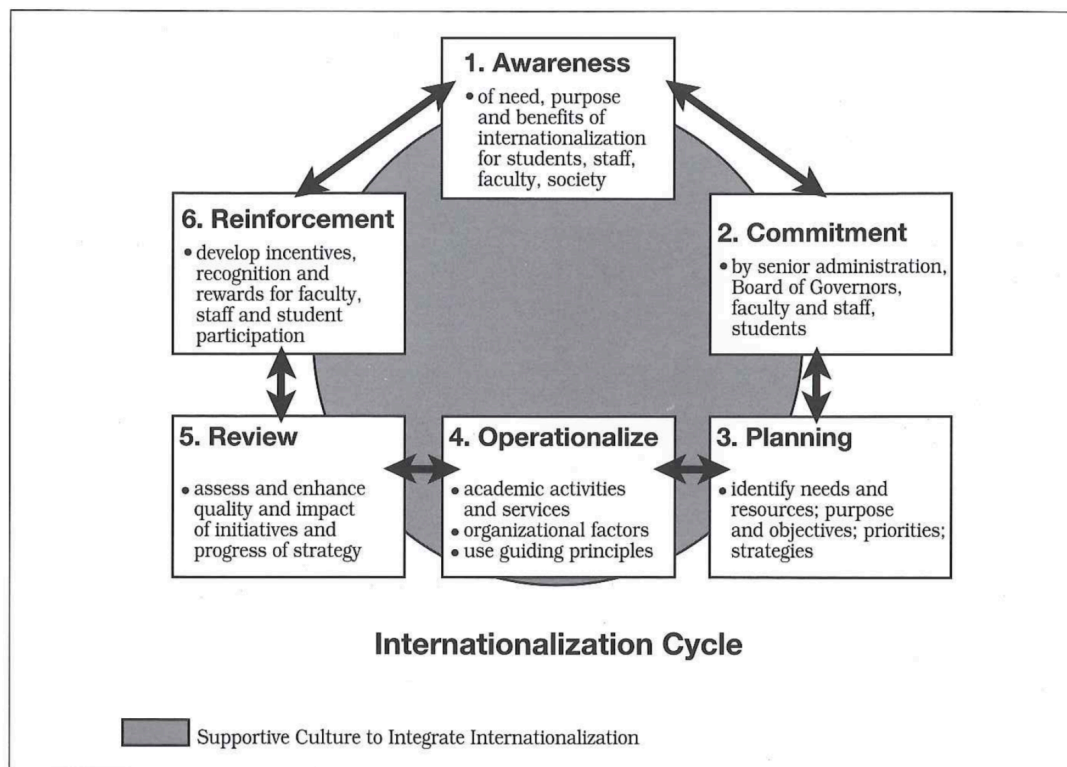 1. Awareness
• of need, purpose
and benefits of
internationalization
for students, staff,
faculty, society
6. Reinforcement
• develop incentives,
recognition and
rewards for faculty,
staff and student
participation
2. Commitment
• by senior administration,
Board of Governors,
faculty and staff,
students
5. Review
• assess and enhance
quality and impact
of initiatives and
progress of strategy
4. Operationalize
• academic activities
and services
• organizational factors
• use guiding principles
3. Planning
• identify needs and
resources; purpose
and objectives; priorities;
strategies
Internationalization Cycle
Supportive Culture to Integrate Internationalization